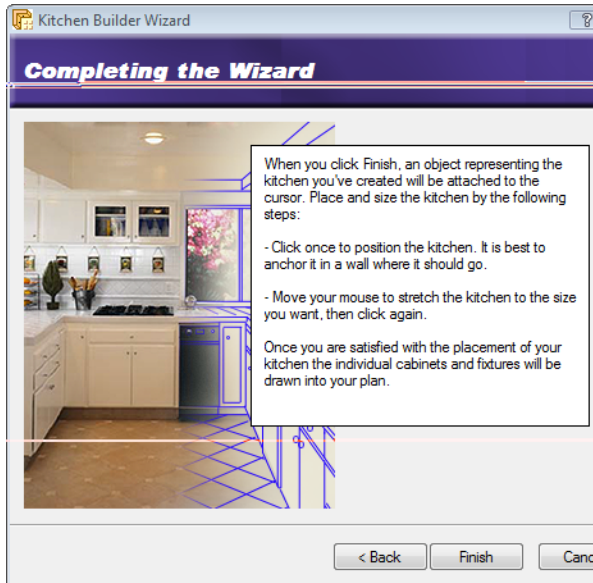 Kitchen Builder Wizard
?
Completing the Wizard
When you click Finish, an object representing the
kitchen you've created will be attached to the
cursor. Place and size the kitchen by the following
steps:
- Click once to position the kitchen. It is best to
anchor it in a wall where it should go.
- Move your mouse to stretch the kitchen to the size
you want, then click again.
Once you are satisfied with the placement of your
kitchen the individual cabinets and fixtures will be
drawn into your plan.
< Back
Finish
Canc